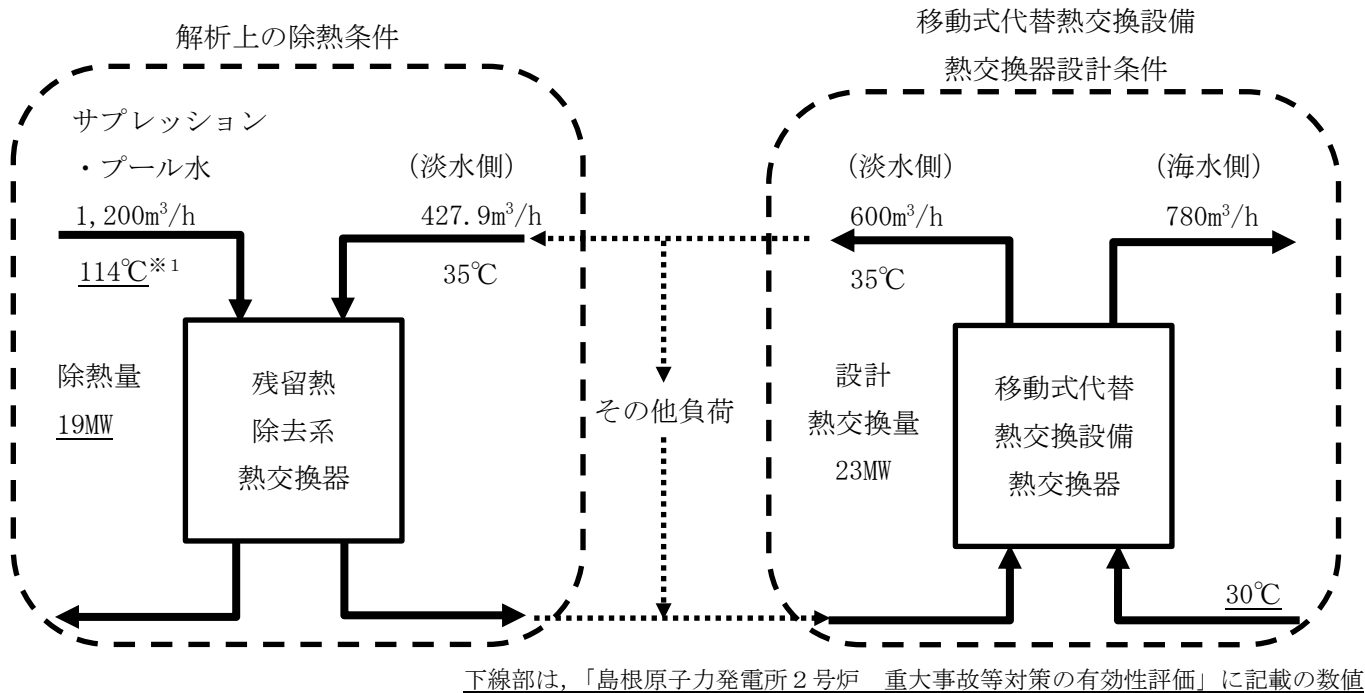 解析上の除熱条件
サプレッション
・プール水
1,200m³/h
114℃※1
(淡水側)
427.9m³/h
35℃
除熱量
19MW
残留熱
除去系
熱交換器
その他負荷
移動式代替熱交換設備
熱交換器設計条件
(淡水側)
600m³/h
35℃
(海水側)
780m³/h
設計
熱交換量
23MW
移動式代替
熱交換設備
熱交換器
30℃
下線部は,「島根原子力発電所2号炉　重大事故等対策の有効性評価」に記載の数値